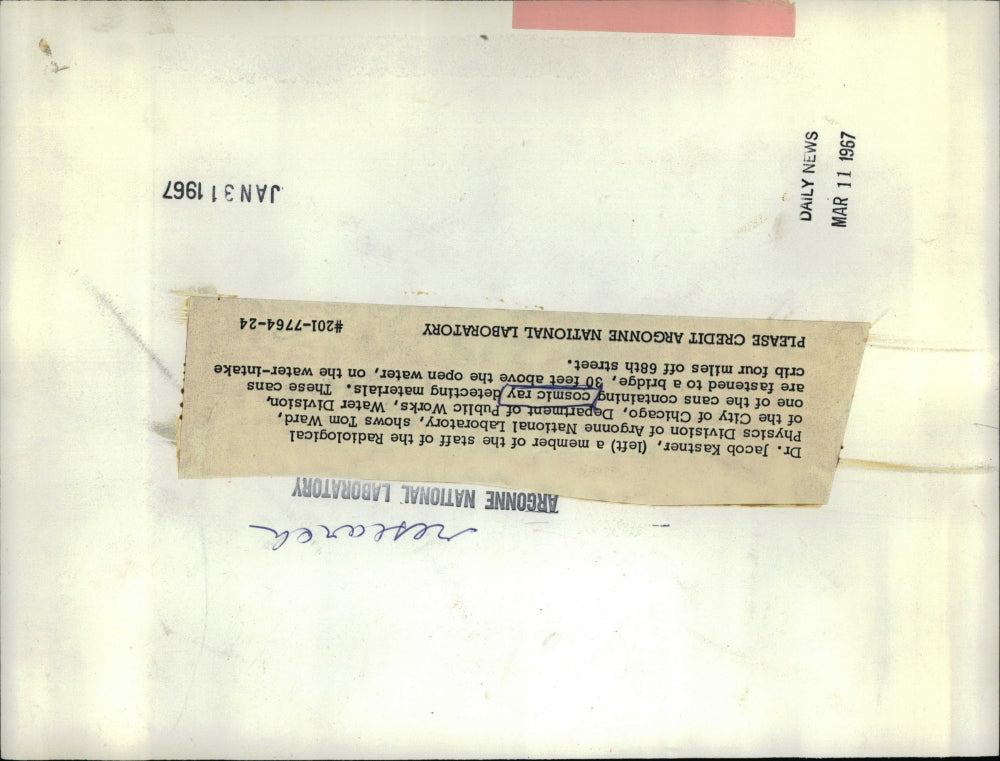 research
ARGONNE NATIONAL LABORATORY
Dr. Jacob Kastner, (left) a member of the staff of the Radiological
Physics Division of Argonne National Laboratory, shows Tom Ward,
of the City of Chicago, Department of Public Works, Water Division,
one of the cans containing cosmic ray detecting materials. These cans
are fastened to a bridge, 30 feet above the open water, on the water-intake
crib four miles off 68th street.
PLEASE CREDIT ARGONNE NATIONAL LABORATORY #201-7764-24
JAN 31 1967
DAILY NEWS
MAR 11 1967